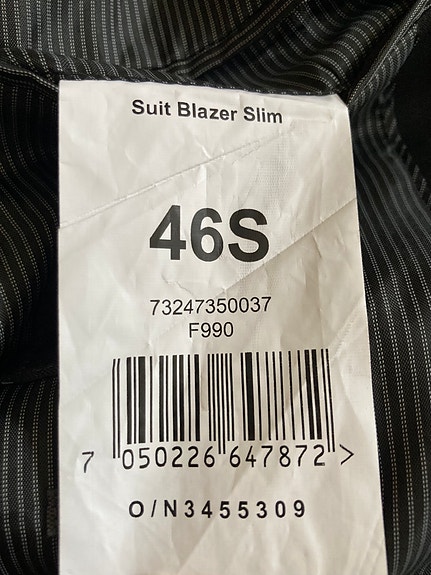 Suit Blazer Slim
46S
73247350037
F990
7 050226 647872 >
O/N3455309